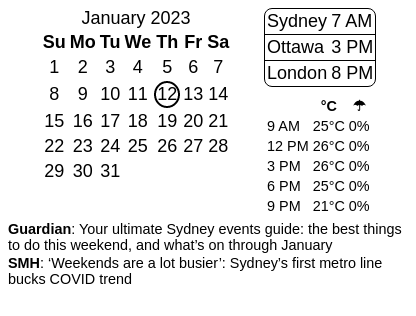 January 2023
Su Mo Tu We Th Fr Sa
1 2 3 4 5 6 7
8 9 10 11 12 13 14
15 16 17 18 19 20 21
22 23 24 25 26 27 28
29 30 31
Sydney 7 AM
Ottawa 3 PM
London 8 PM
°C ☂
9 AM 25°C 0%
12 PM 26°C 0%
3 PM 26°C 0%
6 PM 25°C 0%
9 PM 21°C 0%
Guardian: Your ultimate Sydney events guide: the best things
to do this weekend, and what’s on through January
SMH: ‘Weekends are a lot busier’: Sydney’s first metro line
bucks COVID trend